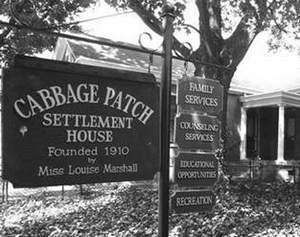 CABBAGE PATCH
SETTLEMENT
HOUSE
Founded 1910
by
Miss Louise Marshall
FAMILY
SERVICES
COUNSELING
SERVICES
EDUCATIONAL
OPPORTUNITIES
RECREATION